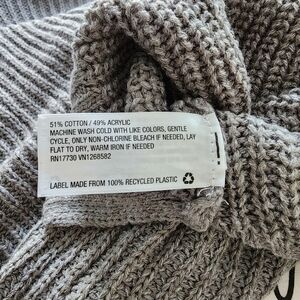 51% COTTON / 49% ACRYLIC
MACHINE WASH COLD WITH LIKE COLORS, GENTLE
CYCLE, ONLY NON-CHLORINE BLEACH IF NEEDED, LAY
FLAT TO DRY, WARM IRON IF NEEDED
RN17730 VN1268582
LABEL MADE FROM 100% RECYCLED PLASTIC